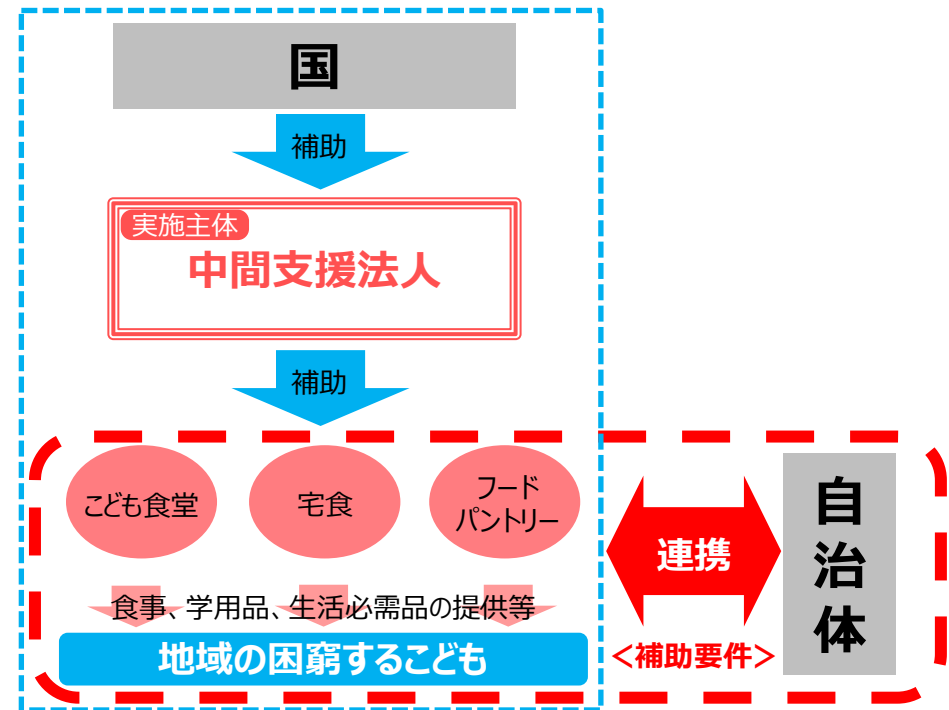 国
補助
実施主体
中間支援法人
補助
こども食堂
宅食
フード
パントリー
連携
自
治
体
食事、学用品、生活必需品の提供等
地域の困窮するこども
<補助要件>